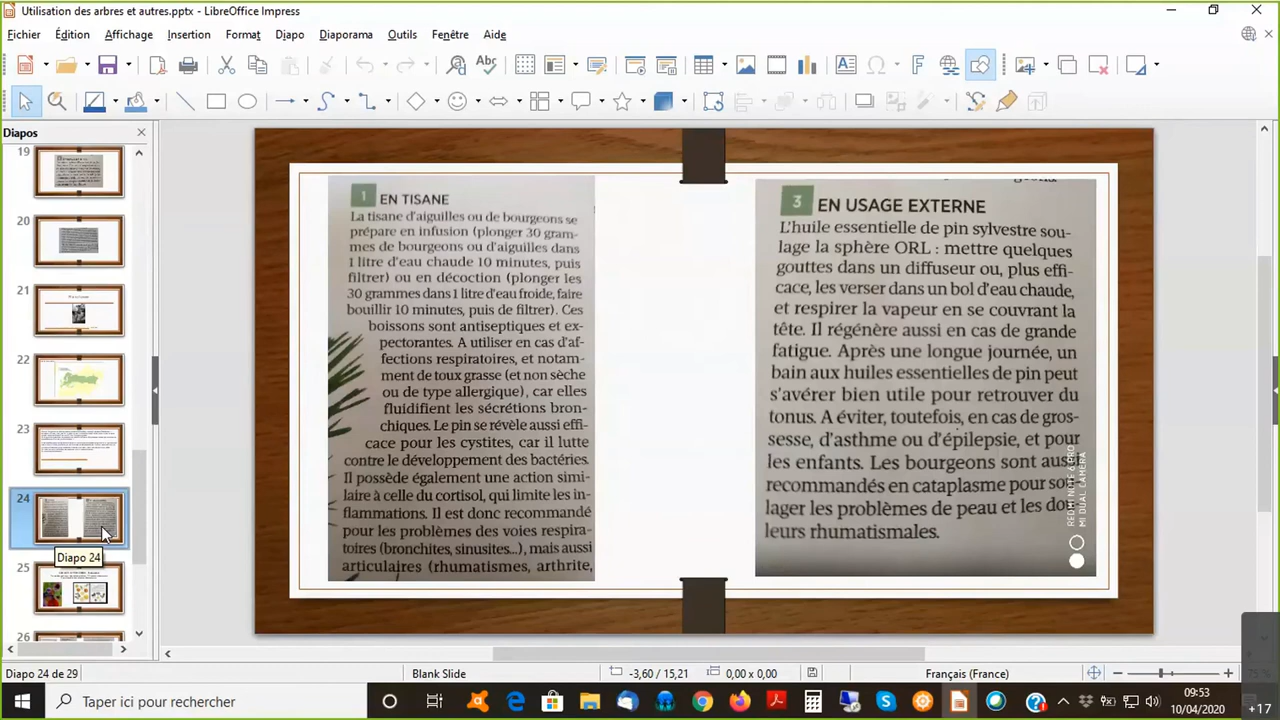 Utilisation des arbres et autres.pptx - LibreOffice Impress
Fichier Édition Affichage Insertion Format Diapo Diaporama Outils Fenêtre Aide
Diapos
19
20
21
22
23
24
Diapo 24
25
26
1 EN TISANE
La tisane d'aiguilles ou de bourgeons se
prépare en infusion (plonger 30 gram-
mes de bourgeons ou d'aiguilles dans
1 litre d'eau chaude 10 minutes, puis
filtrer) ou en décoction (plonger les
30 grammes dans 1 litre d'eau froide, faire
bouillir 10 minutes, puis de filtrer). Ces
boissons sont antiseptiques et ex-
pectorantes. A utiliser en cas d'af-
fections respiratoires, et notam-
ment de toux grasse (et non sèche
ou de type allergique), car elles
fluidifient les sécrétions bron-
chiques. Le pin se révèle aussi effi-
cace pour les cystites, car il lutte
contre le développement des bactéries.
Il possède également une action simi-
laire à celle du cortisol, qui limite les in-
flammations. Il est donc recommandé
pour les problèmes des voies respira-
toires (bronchites, sinusites...), mais aussi
articulaires (rhumatismes, arthrite,
3 EN USAGE EXTERNE
L'huile essentielle de pin sylvestre sou-
lage la sphère ORL : mettre quelques
gouttes dans un diffuseur ou, plus effi-
cace, les verser dans un bol d'eau chaude,
et respirer la vapeur en se couvrant la
tête. Il régénère aussi en cas de grande
fatigue. Après une longue journée, un
bain aux huiles essentielles de pin peut
s'avérer bien utile pour retrouver du
tonus. A éviter, toutefois, en cas de gros-
sesse, d'asthme ou d'épilepsie, et pour
les enfants. Les bourgeons sont aussi
recommandés en cataplasme pour sou-
lager les problèmes de peau et les dou-
leurs rhumatismales.
REDMI NOTE 6 PRO
MI DUAL CAMERA
Diapo 24 de 29 Blank Slide -3,60 / 15,21 0,00 x 0,00 Français (France)
Taper ici pour rechercher
09:53
10/04/2020
+17